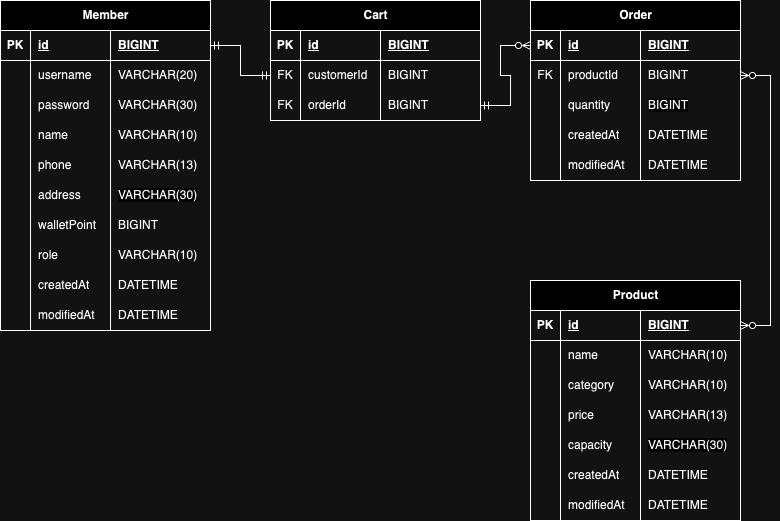 Member
PK id BIGINT
username VARCHAR(20)
password VARCHAR(30)
name VARCHAR(10)
phone VARCHAR(13)
address VARCHAR(30)
walletPoint BIGINT
role VARCHAR(10)
createdAt DATETIME
modifiedAt DATETIME
Cart
PK id BIGINT
FK customerId BIGINT
FK orderId BIGINT
Order
PK id BIGINT
FK productId BIGINT
quantity BIGINT
createdAt DATETIME
modifiedAt DATETIME
Product
PK id BIGINT
name VARCHAR(10)
category VARCHAR(10)
price VARCHAR(13)
capacity VARCHAR(30)
createdAt DATETIME
modifiedAt DATETIME